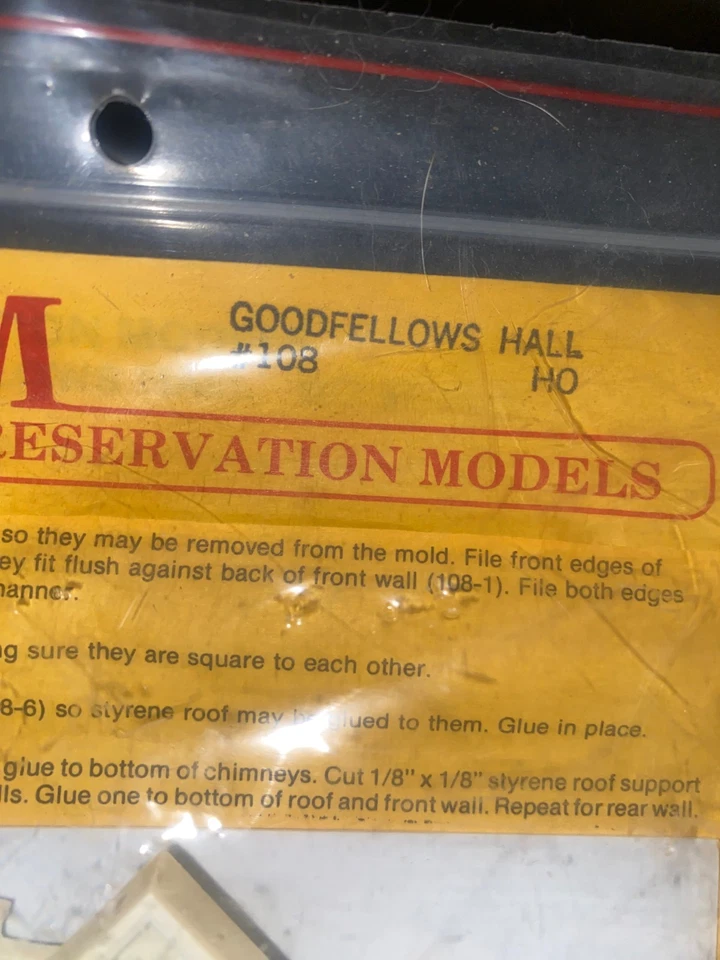 M
GOODFELLOWS HALL
#108 HO
RESERVATION MODELS
so they may be removed from the mold. File front edges of
ey fit flush against back of front wall (108-1). File both edges
anner.
g sure they are square to each other.
8-6) so styrene roof may be glued to them. Glue in place.
glue to bottom of chimneys. Cut 1/8" x 1/8" styrene roof support
lls. Glue one to bottom of roof and front wall. Repeat for rear wall.